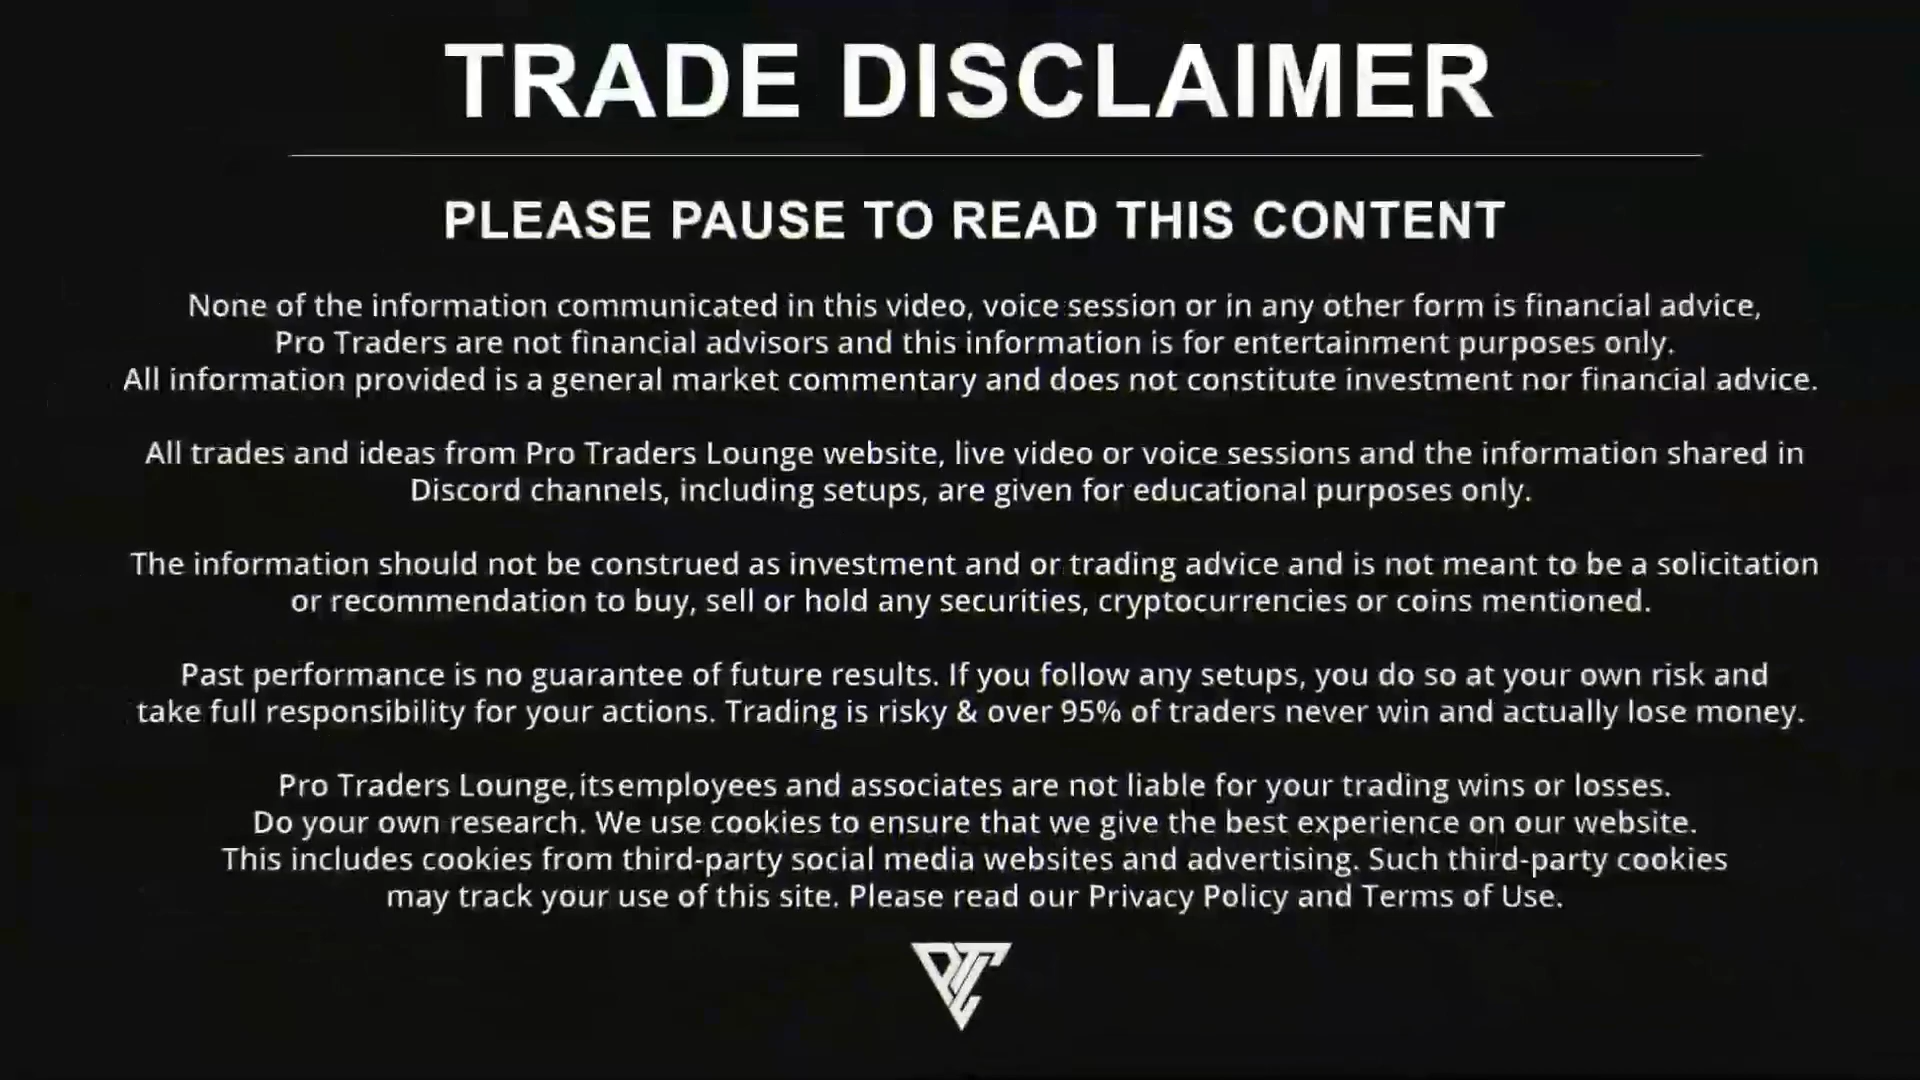 TRADE DISCLAIMER
PLEASE PAUSE TO READ THIS CONTENT
None of the information communicated in this video, voice session or in any other form is financial advice,
Pro Traders are not financial advisors and this information is for entertainment purposes only.
All information provided is a general market commentary and does not constitute investment nor financial advice.
All trades and ideas from Pro Traders Lounge website, live video or voice sessions and the information shared in
Discord channels, including setups, are given for educational purposes only.
The information should not be construed as investment and or trading advice and is not meant to be a solicitation
or recommendation to buy, sell or hold any securities, cryptocurrencies or coins mentioned.
Past performance is no guarantee of future results. If you follow any setups, you do so at your own risk and
take full responsibility for your actions. Trading is risky & over 95% of traders never win and actually lose money.
Pro Traders Lounge, its employees and associates are not liable for your trading wins or losses.
Do your own research. We use cookies to ensure that we give the best experience on our website.
This includes cookies from third-party social media websites and advertising. Such third-party cookies
may track your use of this site. Please read our Privacy Policy and Terms of Use.
PTL